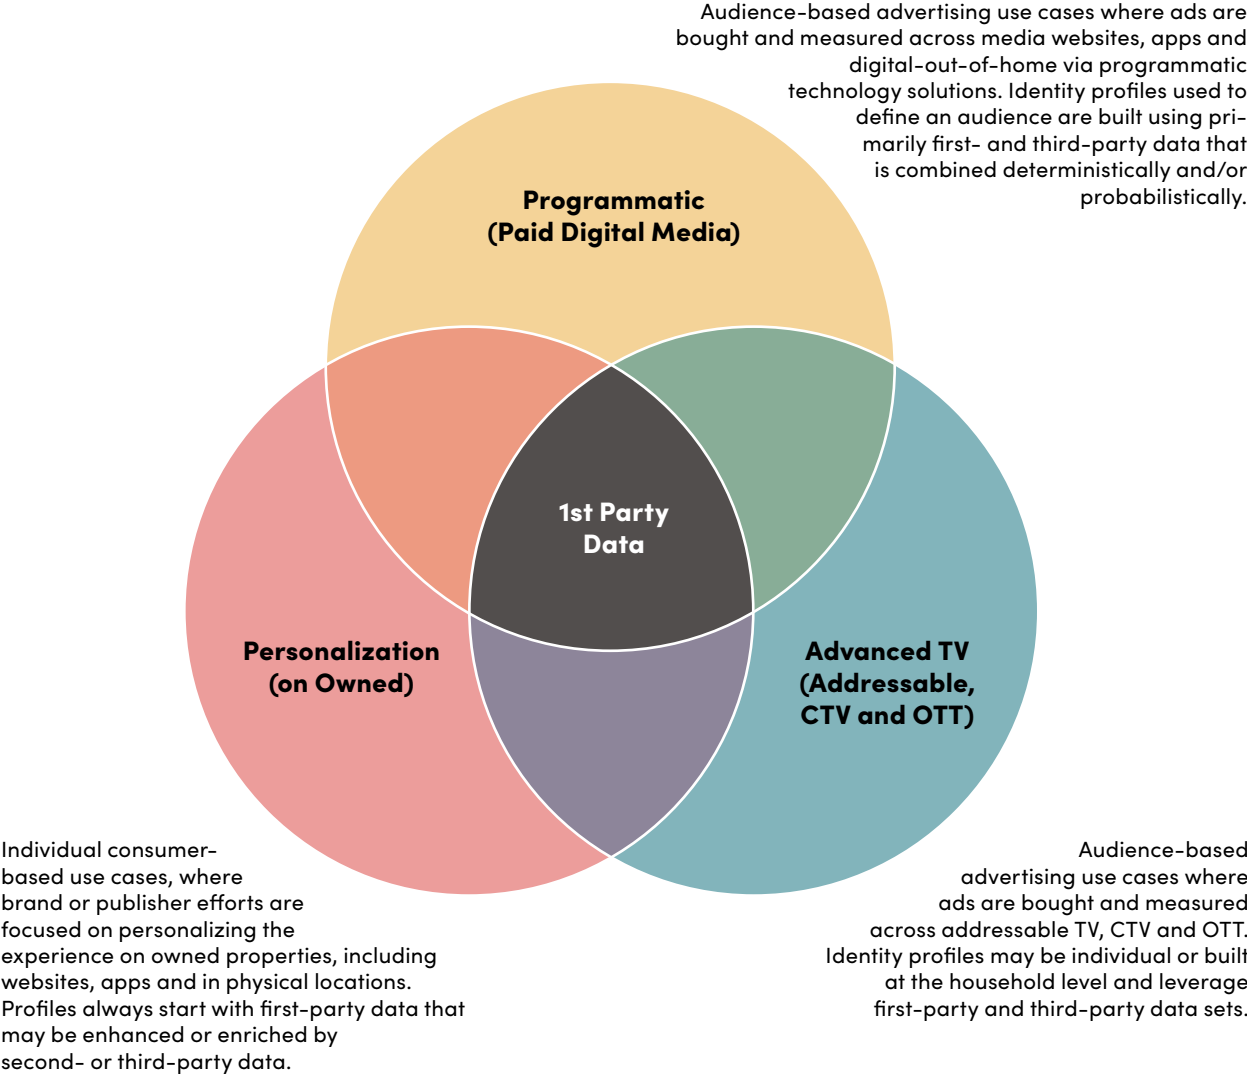 Audience-based advertising use cases where ads are
bought and measured across media websites, apps and
digital-out-of-home via programmatic
technology solutions. Identity profiles used to
define an audience are built using pri-
marily first- and third-party data that
is combined deterministically and/or
probabilistically.
Programmatic
(Paid Digital Media)
1st Party
Data
Personalization
(on Owned)
Advanced TV
(Addressable,
CTV and OTT)
Individual consumer-
based use cases, where
brand or publisher efforts are
focused on personalizing the
experience on owned properties, including
websites, apps and in physical locations.
Profiles always start with first-party data that
may be enhanced or enriched by
second- or third-party data.
Audience-based
advertising use cases where
ads are bought and measured
across addressable TV, CTV and OTT.
Identity profiles may be individual or built
at the household level and leverage
first-party and third-party data sets.